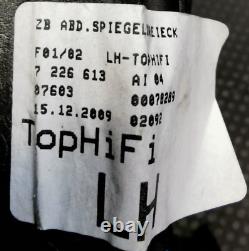 ZB ABD.SPIEGELDREIECK
F01/02 LH-TOPHIFI
7 226 613 AI 04
07603 00070209
15.12.2009 02092
TopHiFi
LH